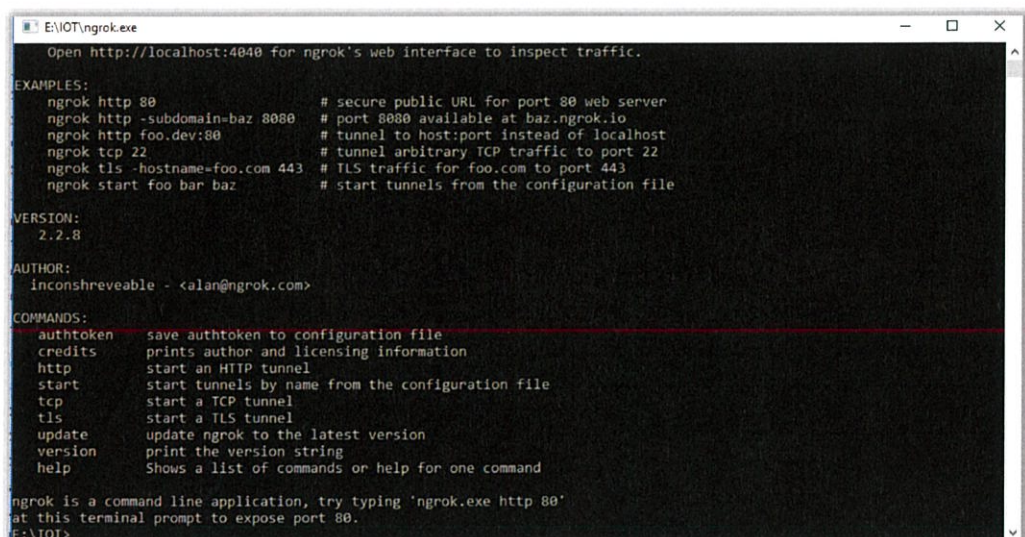 E:\IOT\ngrok.exe
Open http://localhost:4040 for ngrok's web interface to inspect traffic.
EXAMPLES:
ngrok http 80 # secure public URL for port 80 web server
ngrok http -subdomain=baz 8080 # port 8080 available at baz.ngrok.io
ngrok http foo.dev:80 # tunnel to host:port instead of localhost
ngrok tcp 22 # tunnel arbitrary TCP traffic to port 22
ngrok tls -hostname=foo.com 443 # TLS traffic for foo.com to port 443
ngrok start foo bar baz # start tunnels from the configuration file
VERSION:
2.2.8
AUTHOR:
inconshreveable - <alan@ngrok.com>
COMMANDS:
authtoken save authtoken to configuration file
credits prints author and licensing information
http start an HTTP tunnel
start start tunnels by name from the configuration file
tcp start a TCP tunnel
tls start a TLS tunnel
update update ngrok to the latest version
version print the version string
help Shows a list of commands or help for one command
ngrok is a command line application, try typing 'ngrok.exe http 80'
at this terminal prompt to expose port 80.
E:\IOT>